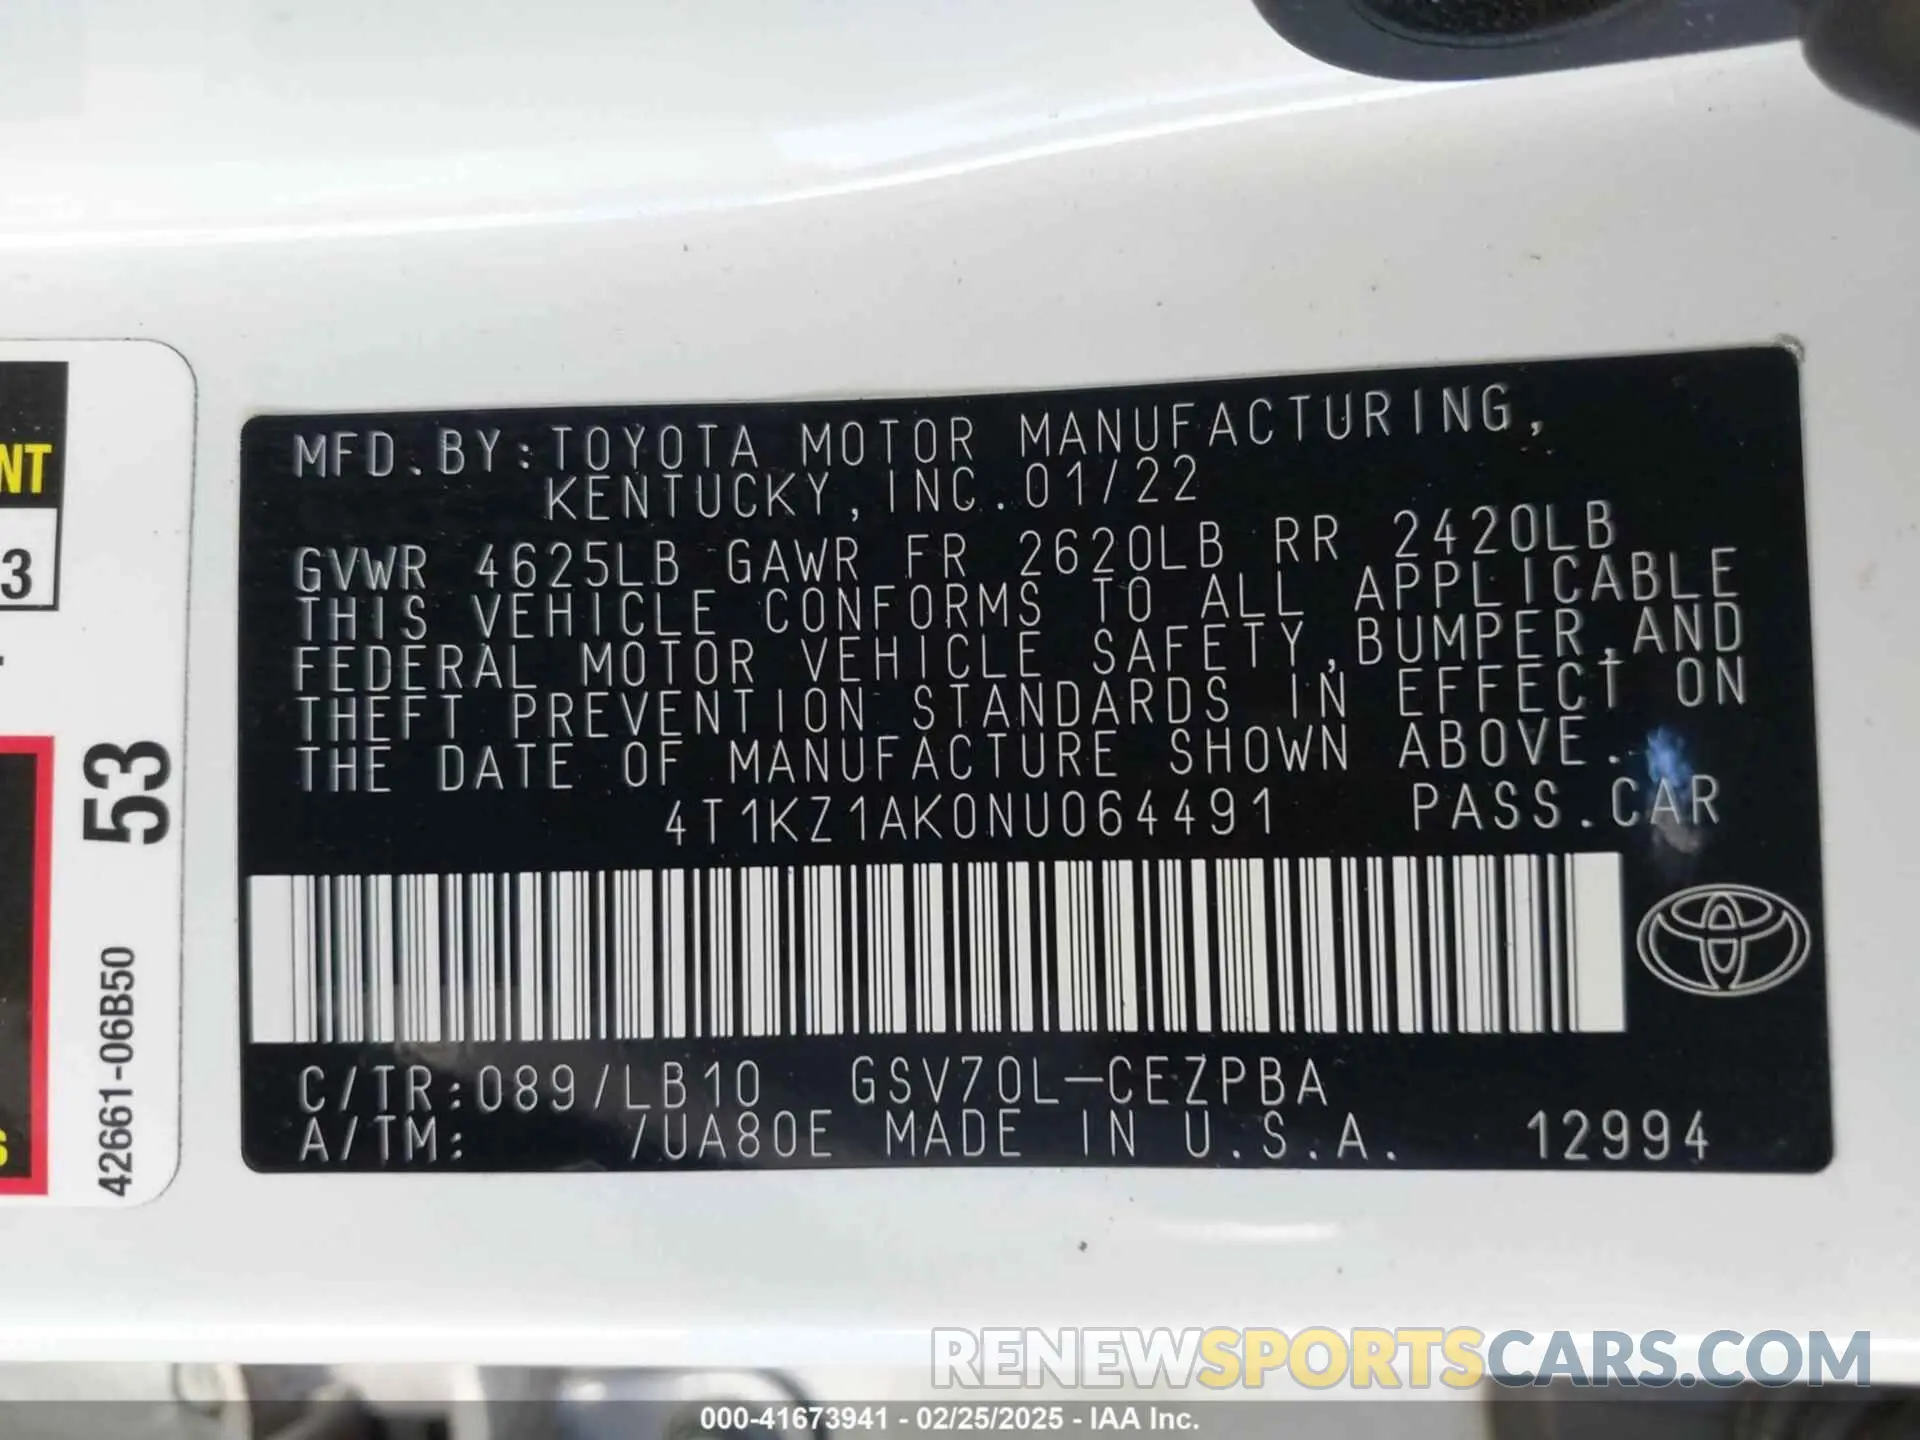 NT
3
53
42661-06B50
S
MFD.BY:TOYOTA MOTOR MANUFACTURING,
KENTUCKY, INC.01/22
GVWR 4625LB GAWR FR 2620LB RR 2420LB
THIS VEHICLE CONFORMS TO ALL APPLICABLE
FEDERAL MOTOR VEHICLE SAFETY,BUMPER,AND
THEFT PREVENTION STANDARDS IN EFFECT ON
THE DATE OF MANUFACTURE SHOWN ABOVE.
4T1KZ1AK0NU064491 PASS.CAR
C/TR:089/LB10 GSV70L-CEZPBA
A/TM: 7UA80E MADE IN U.S.A. 12994
RENEWSPORTSCARS.COM
000-41673941 - 02/25/2025 - IAA Inc.